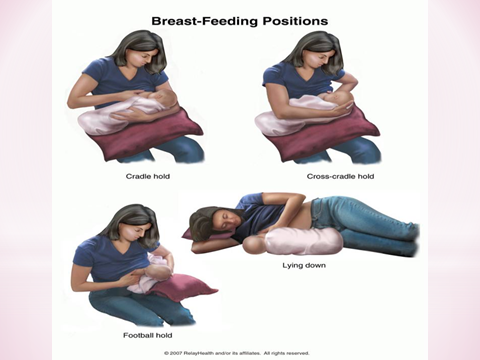 Breast-Feeding Positions
Cradle hold
Cross-cradle hold
Lying down
Football hold
© 2007 RelayHealth and/or its affiliates. All rights reserved.